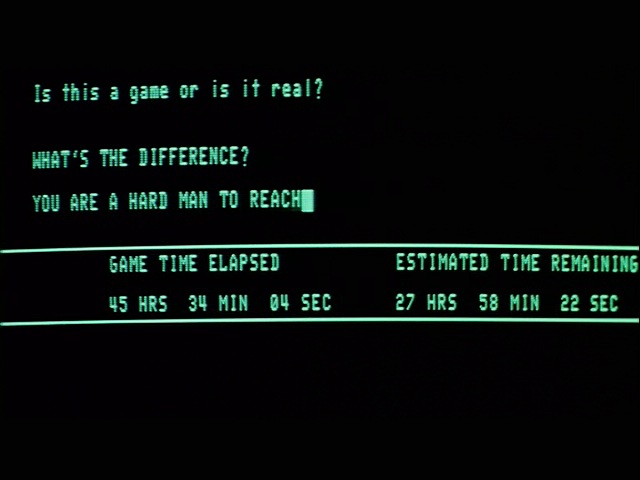 Is this a game or is it real?
WHAT'S THE DIFFERENCE?
YOU ARE A HARD MAN TO REACH
GAME TIME ELAPSED ESTIMATED TIME REMAINING
45 HRS 34 MIN 04 SEC 27 HRS 58 MIN 22 SEC